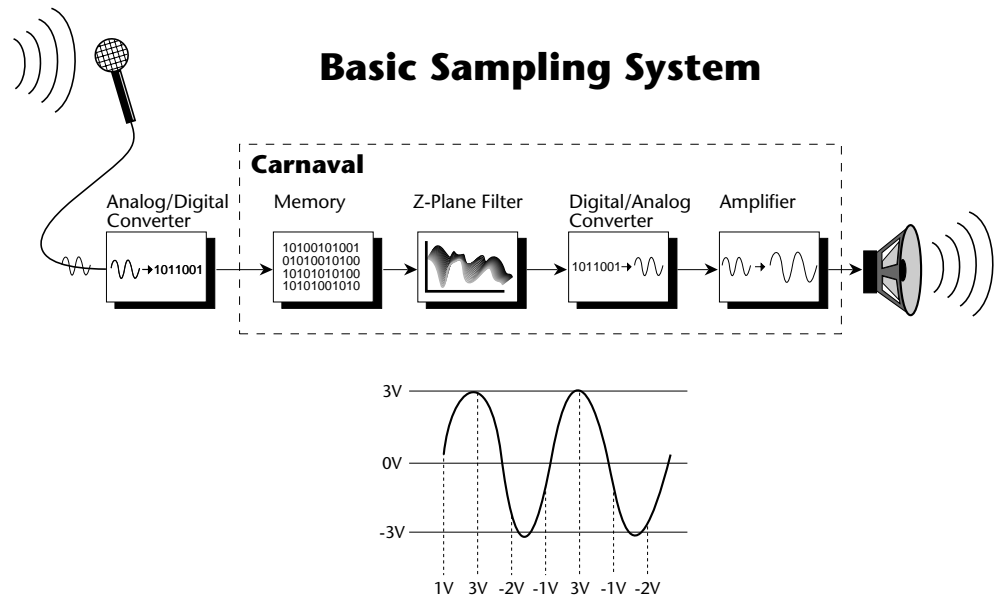 Basic Sampling System
Carnaval
Analog/Digital
Converter
Memory
Z-Plane Filter
Digital/Analog
Converter
Amplifier
1011001
10100101001
01010010100
10101010100
10101001010
1011001
3V
0V
-3V
1V 3V -2V -1V 3V -1V -2V